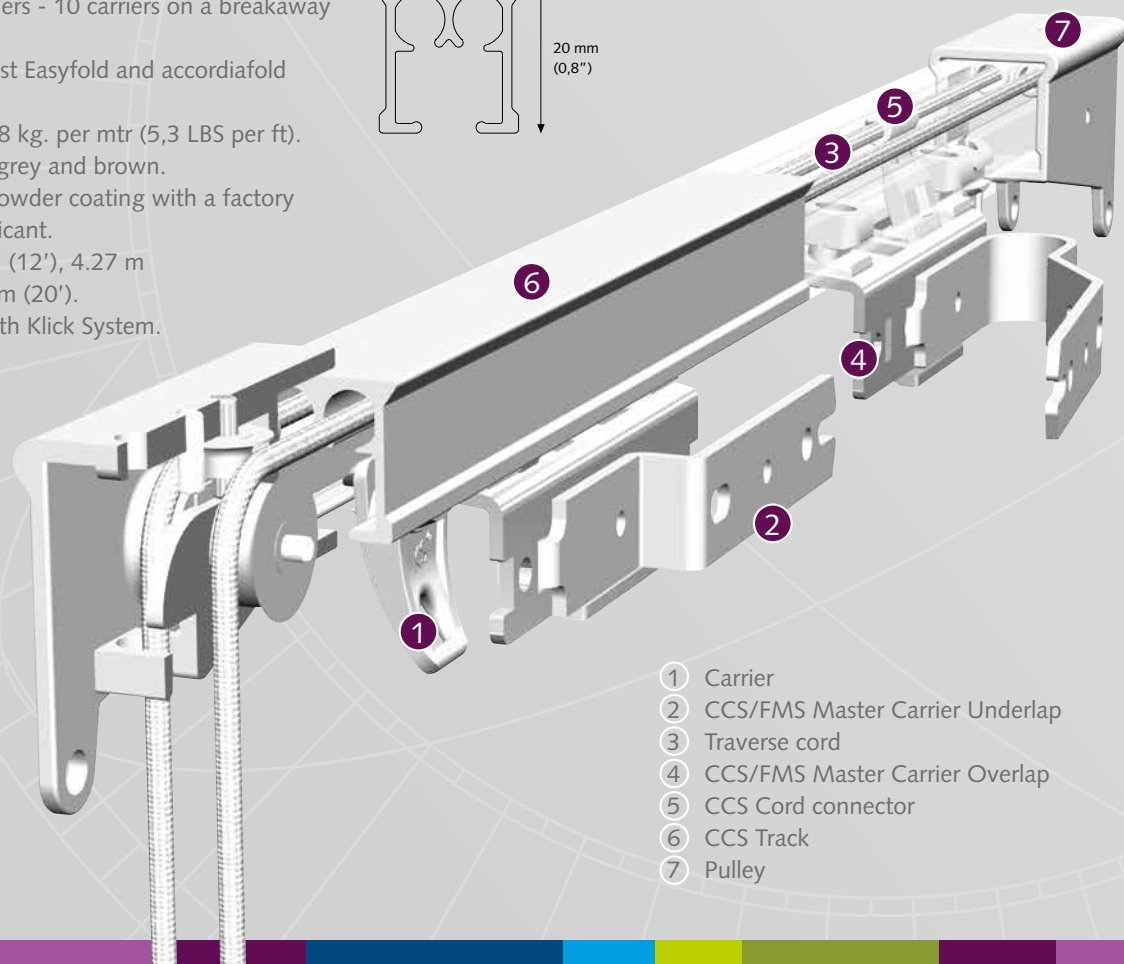 ers - 10 carriers on a breakaway
st Easyfold and accordiafold
8 kg. per mtr (5,3 LBS per ft).
grey and brown.
owder coating with a factory
icant.
(12’), 4.27 m
m (20’).
th Klick System.
20 mm
(0,8”)
7
5
3
6
4
2
1
1 Carrier
2 CCS/FMS Master Carrier Underlap
3 Traverse cord
4 CCS/FMS Master Carrier Overlap
5 CCS Cord connector
6 CCS Track
7 Pulley